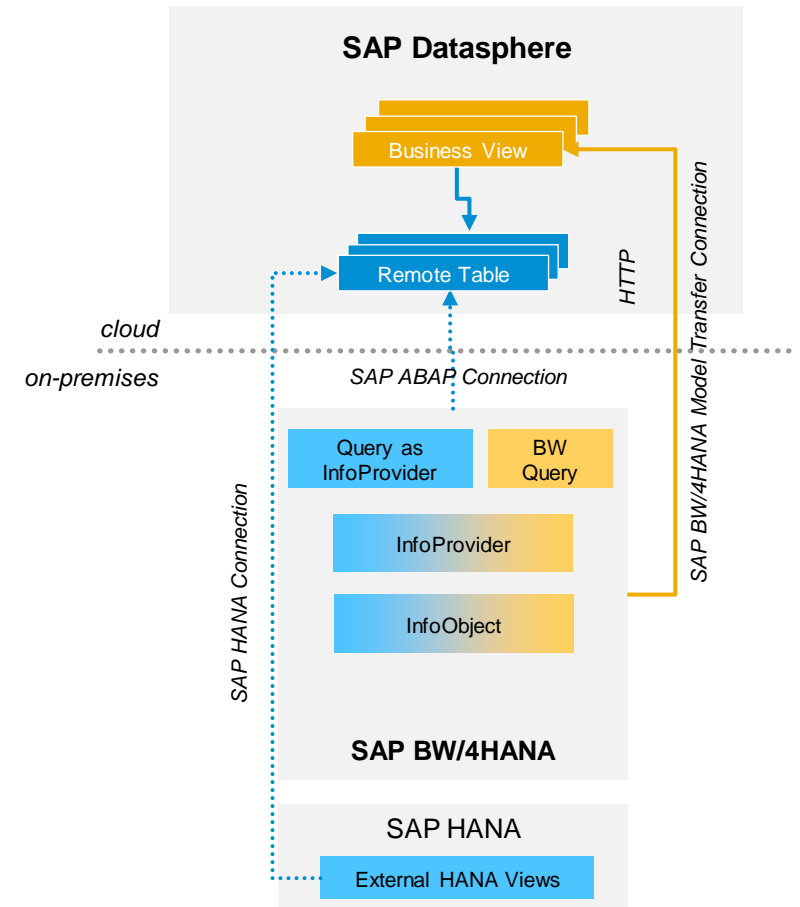 SAP Datasphere
Business View
Remote Table
HTTP
SAP BW/4HANA Model Transfer Connection
cloud
on-premises
SAP ABAP Connection
Query as
InfoProvider
BW
Query
InfoProvider
InfoObject
SAP HANA Connection
SAP BW/4HANA
SAP HANA
External HANA Views